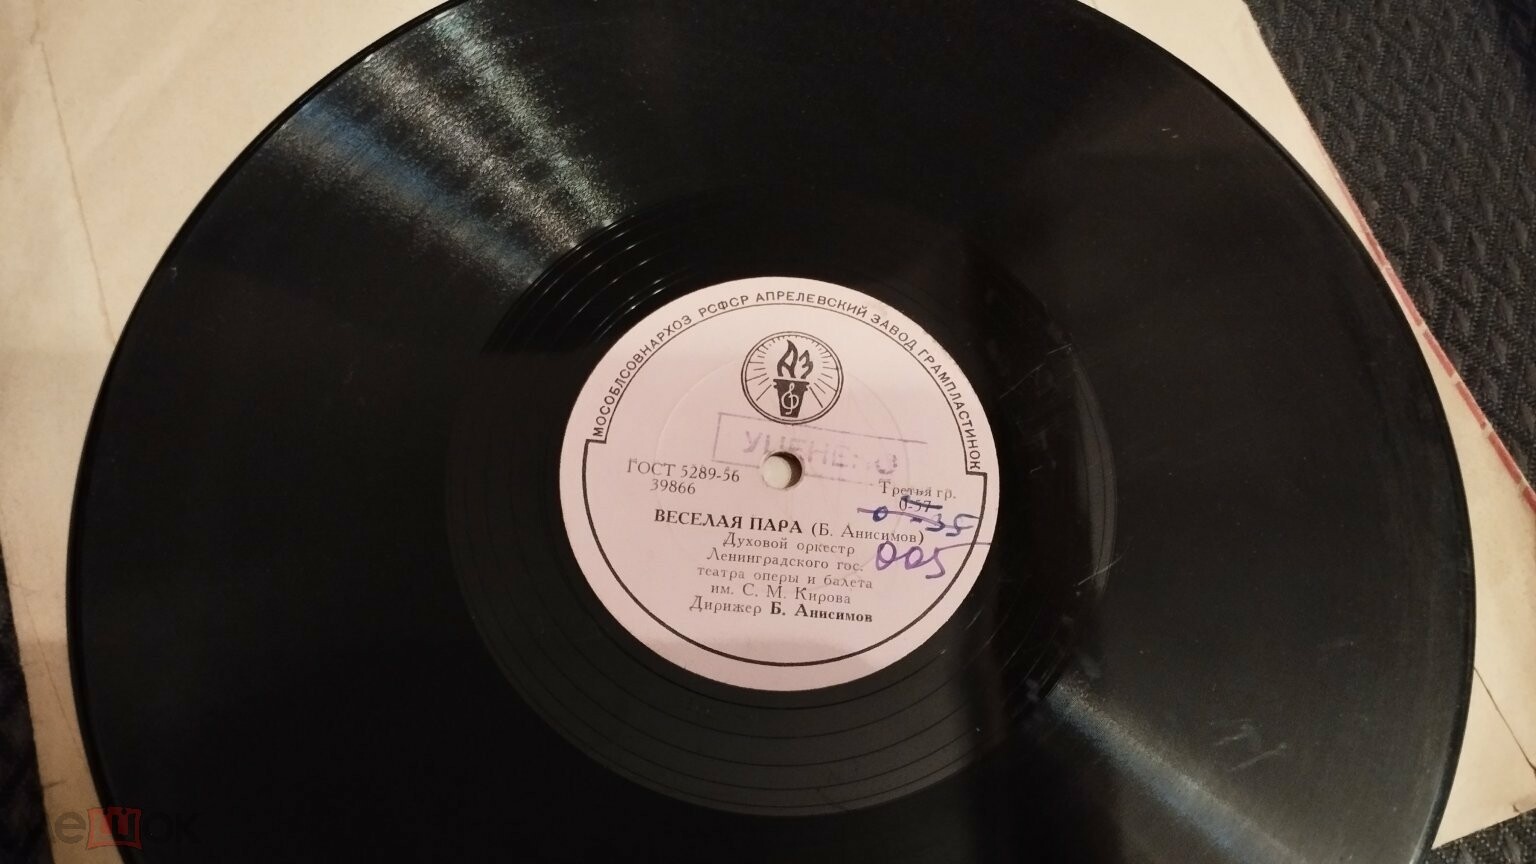 МОСОБЛСОВНАРХОЗ РСФСР АПРЕЛЕВСКИЙ ЗАВОД ГРАМПЛАСТИНОК
АЗ
УЦЕНЕНО
ГОСТ 5289-56
39866
Третья гр.
0-57
0-35
005
ВЕСЕЛАЯ ПАРА (Б. Анисимов)
Духовой оркестр
Ленинградского гос.
театра оперы и балета
им. С. М. Кирова
Дирижер Б. Анисимов
мешок